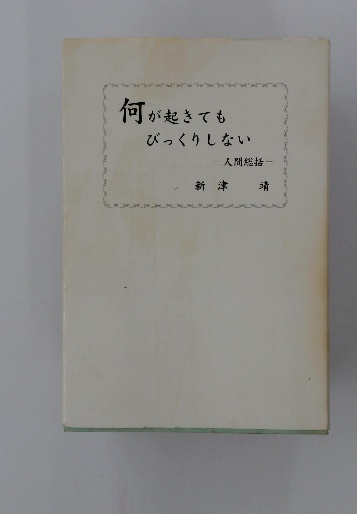 何が起きても
びっくりしない
―人間総括―
新津 靖